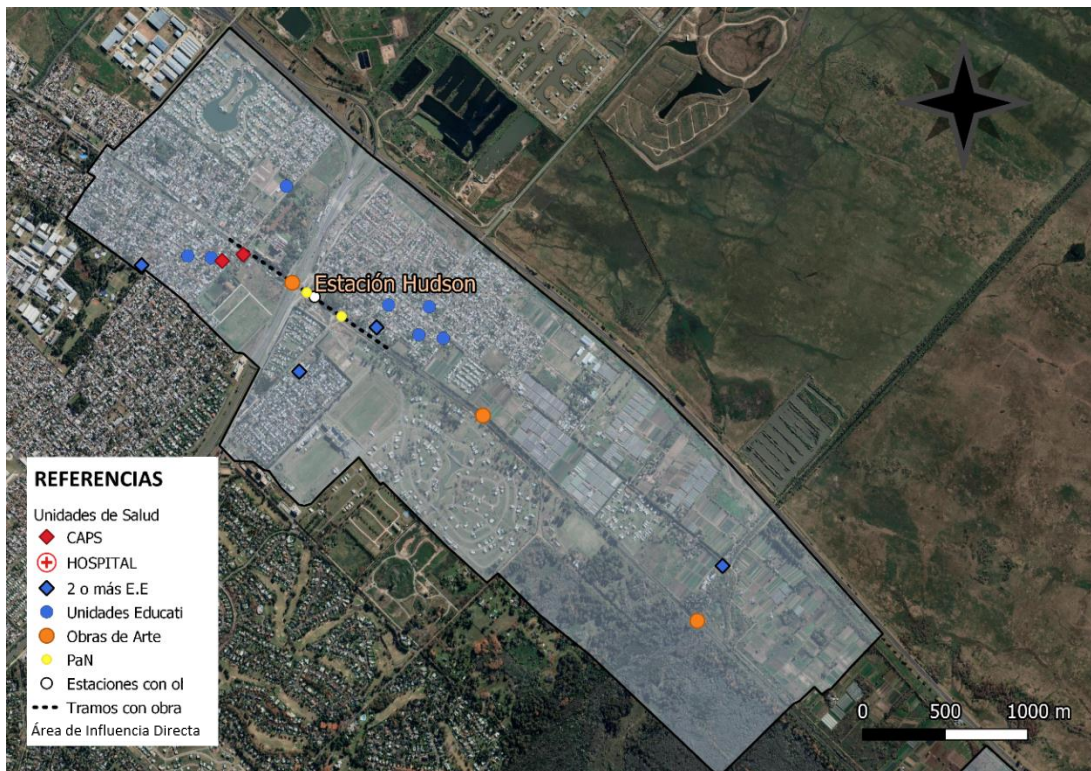 Estación Hudson
REFERENCIAS
Unidades de Salud
CAPS
HOSPITAL
2 o más E.E
Unidades Educati
Obras de Arte
PaN
Estaciones con ol
Tramos con obra
Área de Influencia Directa
0 500 1000 m